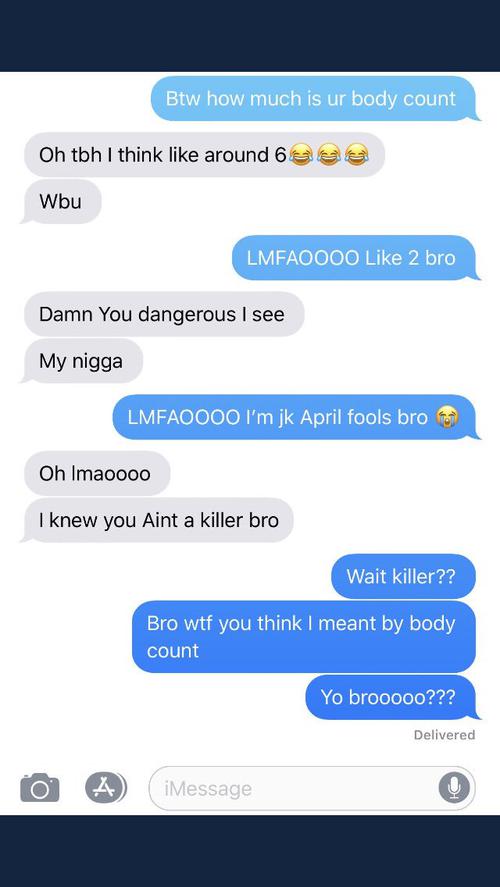 Btw how much is ur body count
Oh tbh I think like around 6😂😂😂
Wbu
LMFAOOOO Like 2 bro
Damn You dangerous I see
My nigga
LMFAOOOO I'm jk April fools bro 😭
Oh lmaoooo
I knew you Aint a killer bro
Wait killer??
Bro wtf you think I meant by body
count
Yo brooooo???
Delivered
iMessage